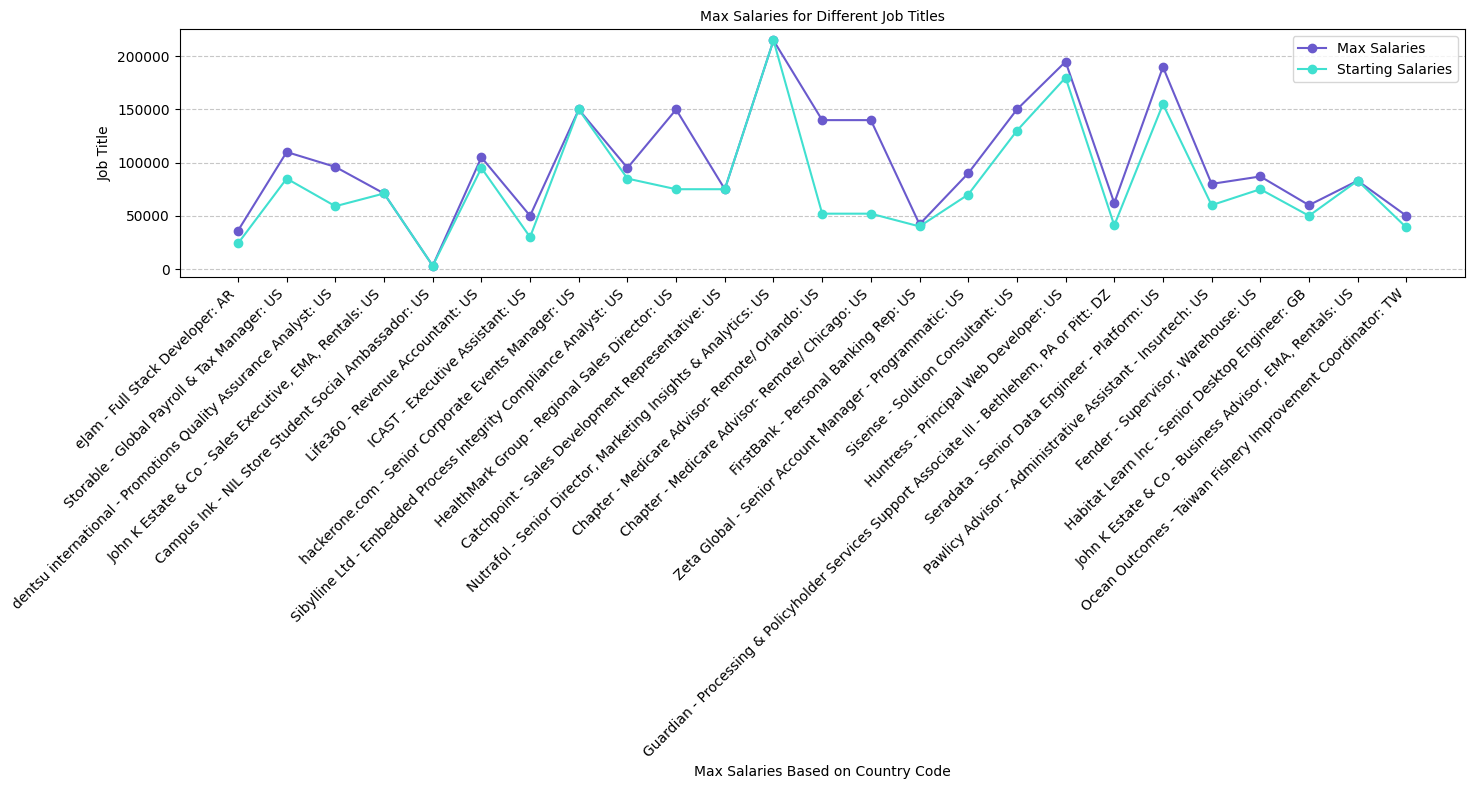 Max Salaries for Different Job Titles
Max Salaries
Starting Salaries
Job Title
200000
150000
100000
50000
0
eJam - Full Stack Developer: AR
Storable - Global Payroll & Tax Manager: US
dentsu international - Promotions Quality Assurance Analyst: US
John K Estate & Co - Sales Executive, EMA, Rentals: US
Campus Ink - NIL Store Student Social Ambassador: US
Life360 - Revenue Accountant: US
ICAST - Executive Assistant: US
hackerone.com - Senior Corporate Events Manager: US
Sibylline Ltd - Embedded Process Integrity Compliance Analyst: US
HealthMark Group - Regional Sales Director: US
Catchpoint - Sales Development Representative: US
Nutrafol - Senior Director, Marketing Insights & Analytics: US
Chapter - Medicare Advisor- Remote/ Orlando: US
Chapter - Medicare Advisor- Remote/ Chicago: US
FirstBank - Personal Banking Rep: US
Zeta Global - Senior Account Manager - Programmatic: US
Sisense - Solution Consultant: US
Huntress - Principal Web Developer: US
Guardian - Processing & Policyholder Services Support Associate III - Bethlehem, PA or Pitt: DZ
Seradata - Senior Data Engineer - Platform: US
Pawlicy Advisor - Administrative Assistant - Insurtech: US
Fender - Supervisor, Warehouse: US
Habitat Learn Inc - Senior Desktop Engineer: GB
John K Estate & Co - Business Advisor, EMA, Rentals: US
Ocean Outcomes - Taiwan Fishery Improvement Coordinator: TW
Max Salaries Based on Country Code